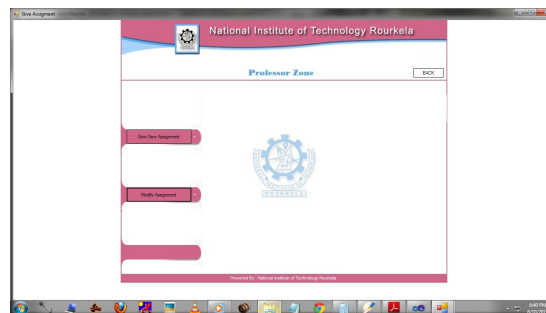 Give Assigment
National Institute of Technology Rourkela
Professor Zone
BACK
Give New Assignment
Modify Assignment
ROURKELA
Powered By : National Institute of Technology Rourkela.
6:40 PM